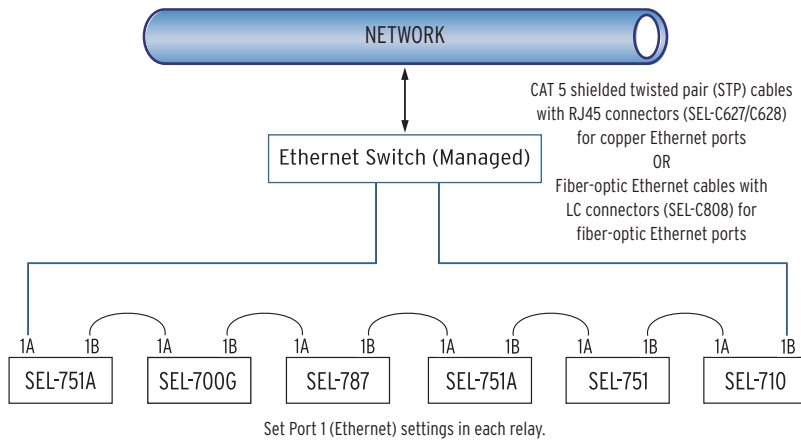 NETWORK
CAT 5 shielded twisted pair (STP) cables
with RJ45 connectors (SEL-C627/C628)
for copper Ethernet ports
OR
Fiber-optic Ethernet cables with
LC connectors (SEL-C808) for
fiber-optic Ethernet ports
Ethernet Switch (Managed)
1A 1B 1A 1B 1A 1B 1A 1B 1A 1B 1A 1B
SEL-751A SEL-700G SEL-787 SEL-751A SEL-751 SEL-710
Set Port 1 (Ethernet) settings in each relay.